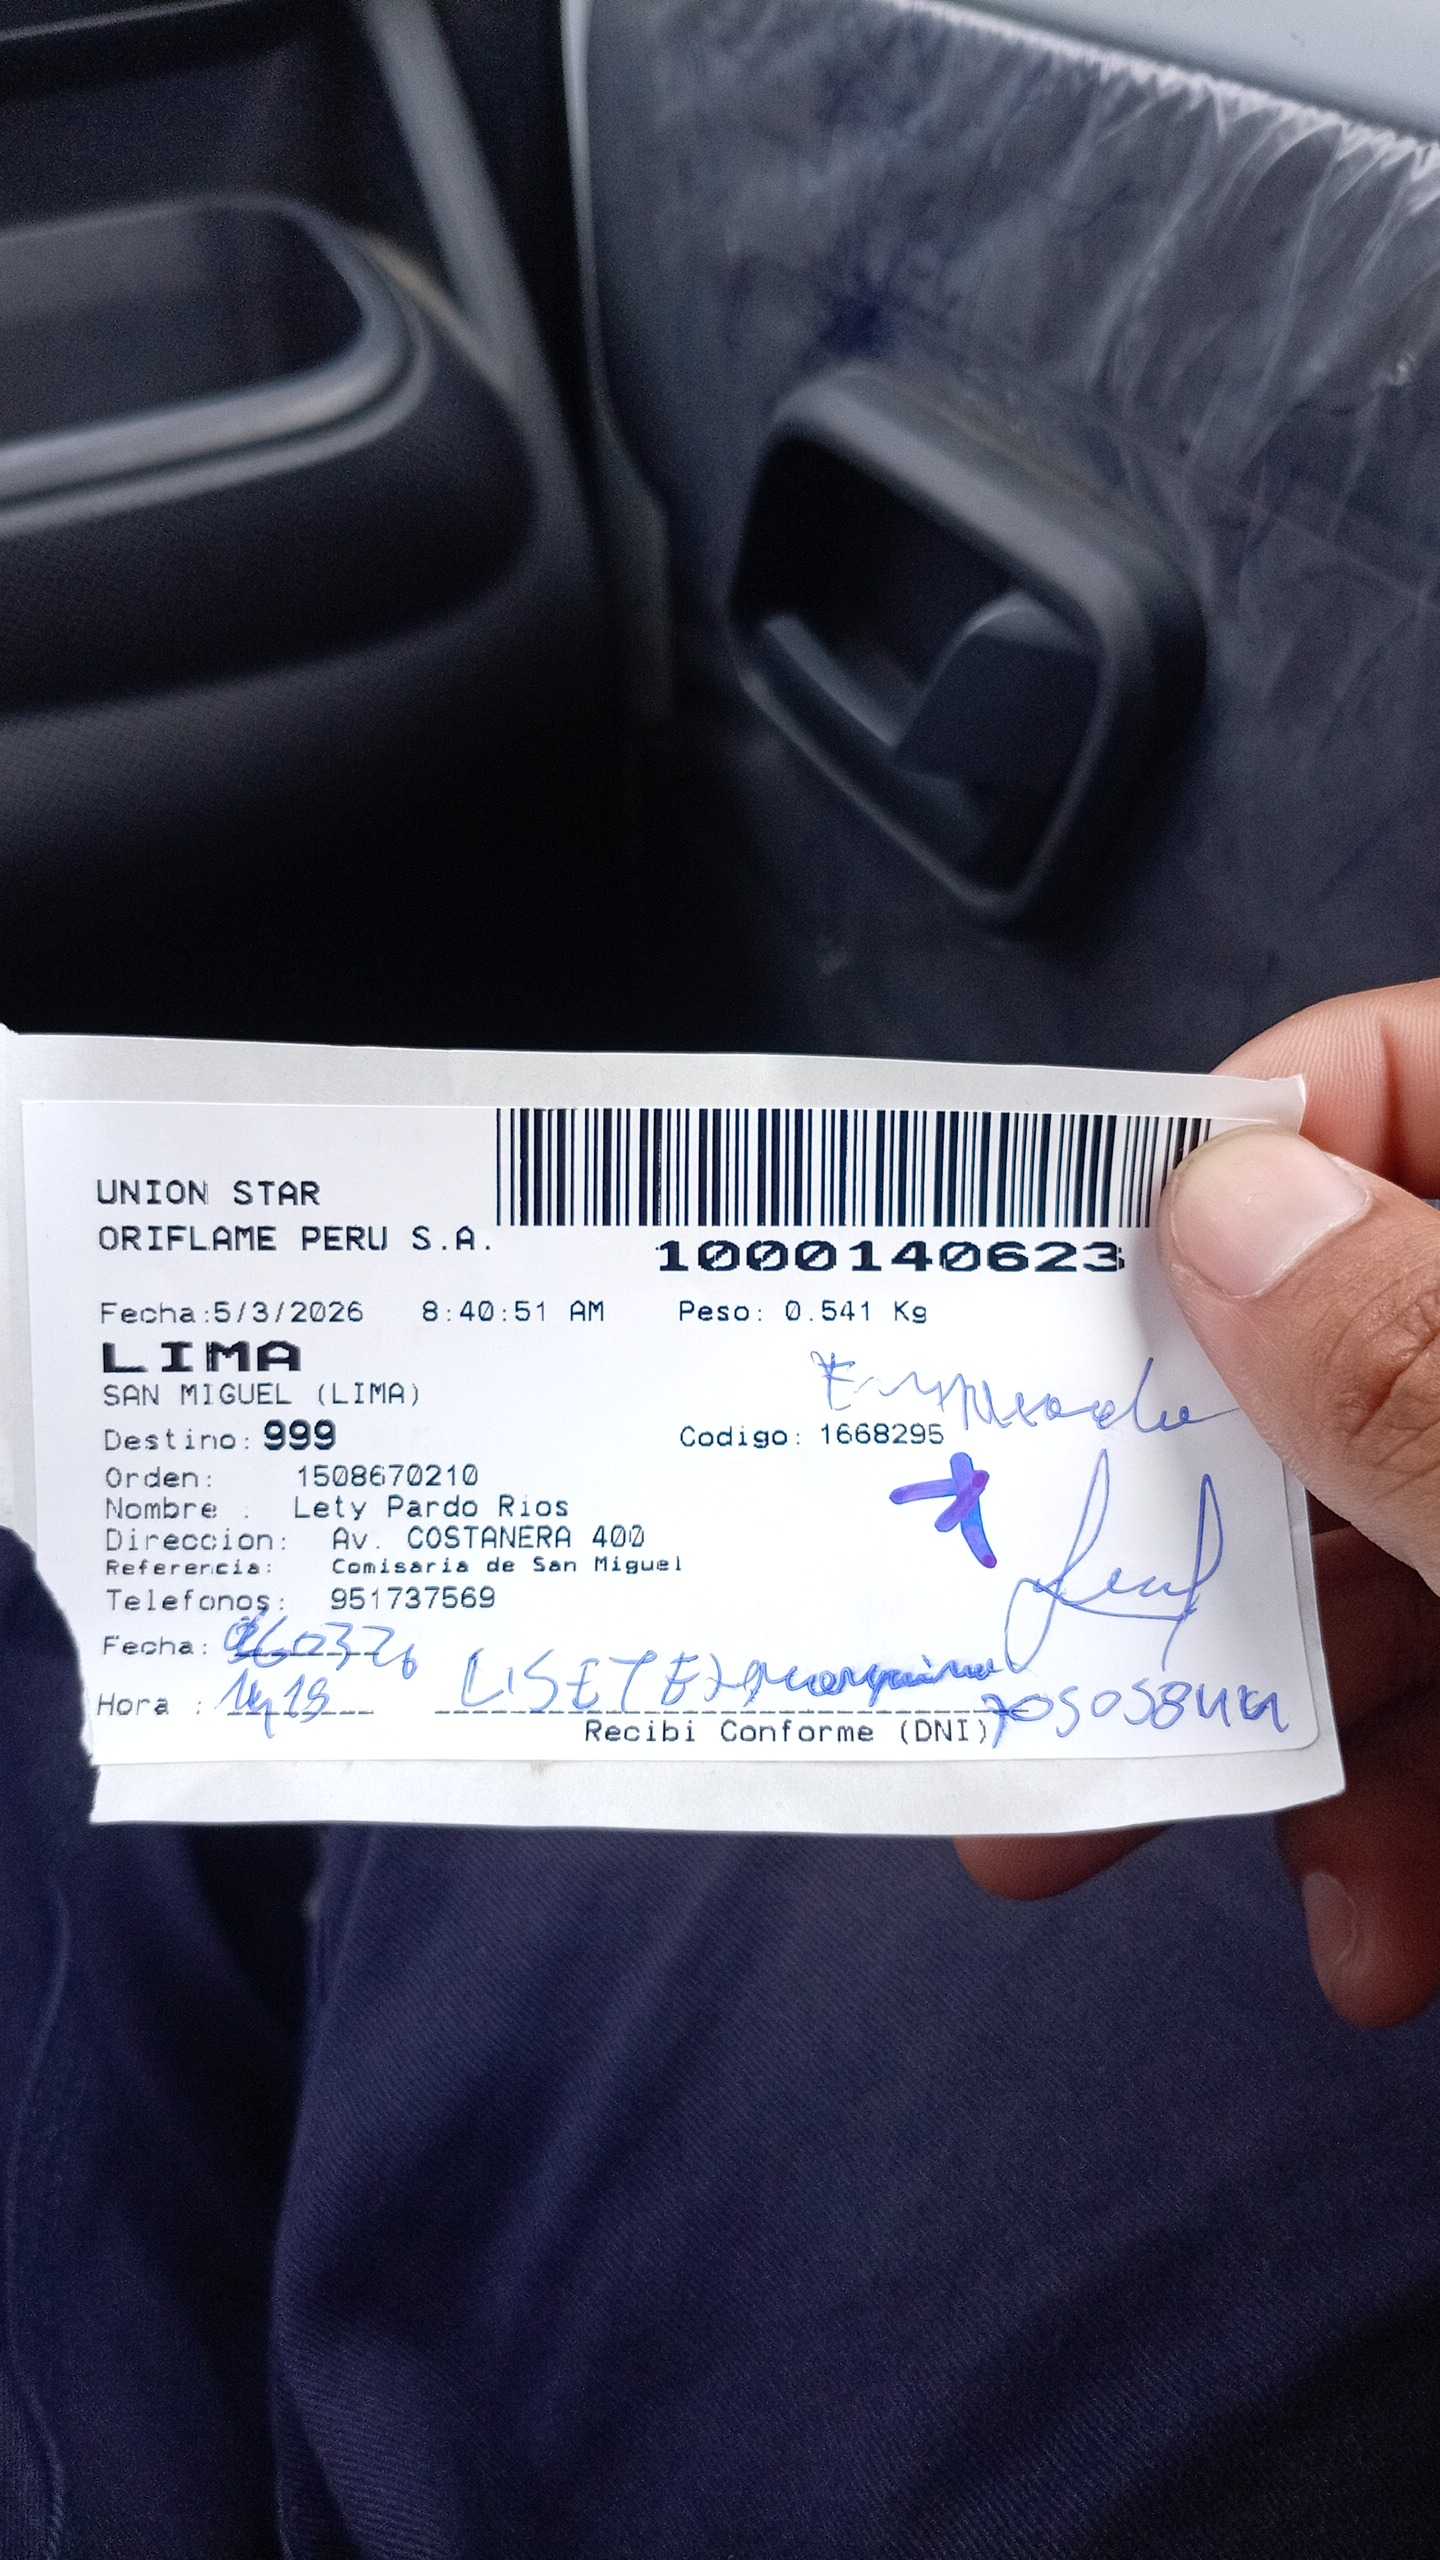 UNION STAR
ORIFLAME PERU S.A.
1000140623
Fecha:5/3/2026 8:40:51 AM Peso: 0.541 Kg
LIMA
SAN MIGUEL (LIMA)
Empleada
Destino: 999 Codigo: 1668295
Orden: 1508670210
Nombre : Lety Pardo Rios
Direccion: Av. COSTANERA 400
Referencia: Comisaria de San Miguel
Telefonos: 951737569
Fecha:
Hora : LISETE
Recibi Conforme (DNI)